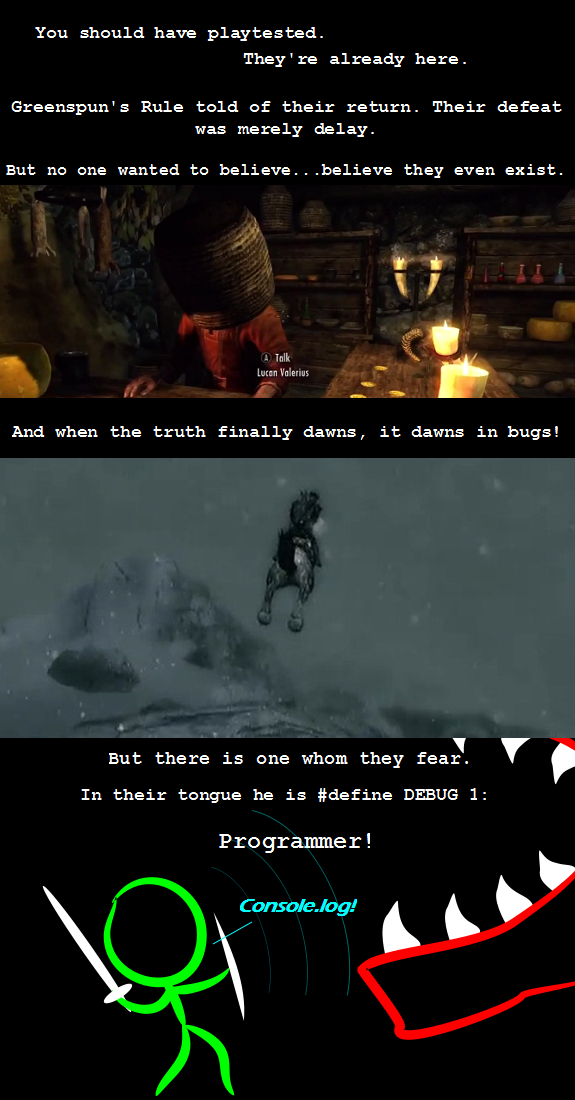 You should have playtested.
They're already here.
Greenspun's Rule told of their return. Their defeat
was merely delay.
But no one wanted to believe...believe they even exist.
A Talk
Lucan Valerius
And when the truth finally dawns, it dawns in bugs!
But there is one whom they fear.
In their tongue he is #define DEBUG 1:
Programmer!
Console.log!